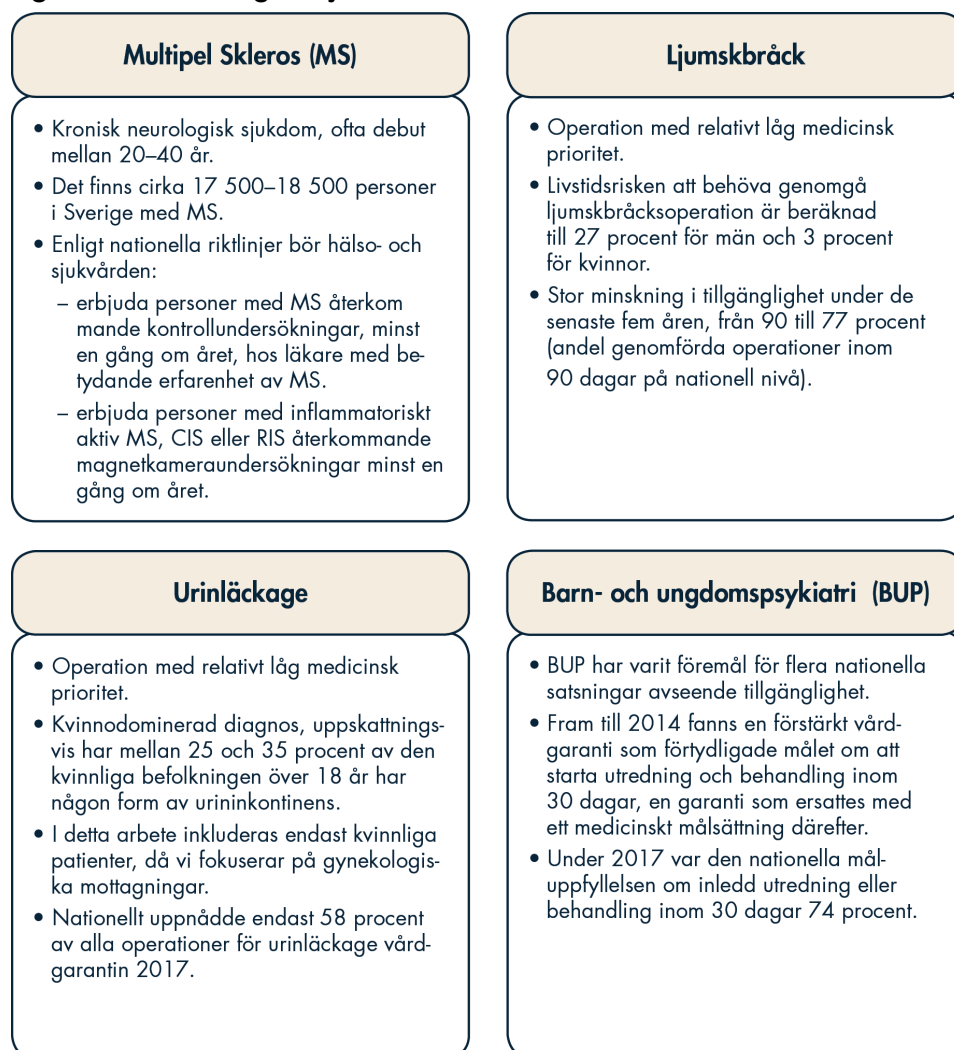 Multipel Skleros (MS)
• Kronisk neurologisk sjukdom, ofta debut
mellan 20–40 år.
• Det finns cirka 17 500–18 500 personer
i Sverige med MS.
• Enligt nationella riktlinjer bör hälso- och
sjukvården:
– erbjuda personer med MS återkom
mande kontrollundersökningar, minst
en gång om året, hos läkare med be-
tydande erfarenhet av MS.
– erbjuda personer med inflammatoriskt
aktiv MS, CIS eller RIS återkommande
magnetkameraundersökningar minst en
gång om året.
Ljumskbråck
• Operation med relativt låg medicinsk
prioritet.
• Livstidsrisken att behöva genomgå
ljumskbråcksoperation är beräknad
till 27 procent för män och 3 procent
för kvinnor.
• Stor minskning i tillgänglighet under de
senaste fem åren, från 90 till 77 procent
(andel genomförda operationer inom
90 dagar på nationell nivå).
Urinläckage
• Operation med relativt låg medicinsk
prioritet.
• Kvinnodominerad diagnos, uppskattnings-
vis har mellan 25 och 35 procent av den
kvinnliga befolkningen över 18 år har
någon form av urininkontinens.
• I detta arbete inkluderas endast kvinnliga
patienter, då vi fokuserar på gynekologis-
ka mottagningar.
• Nationellt uppnådde endast 58 procent
av alla operationer för urinläckage vård-
garantin 2017.
Barn- och ungdomspsykiatri (BUP)
• BUP har varit föremål för flera nationella
satsningar avseende tillgänglighet.
• Fram till 2014 fanns en förstärkt vård-
garanti som förtydligade målet om att
starta utredning och behandling inom
30 dagar, en garanti som ersattes med
ett medicinskt målsättning därefter.
• Under 2017 var den nationella mål-
uppfyllelsen om inledd utredning eller
behandling inom 30 dagar 74 procent.